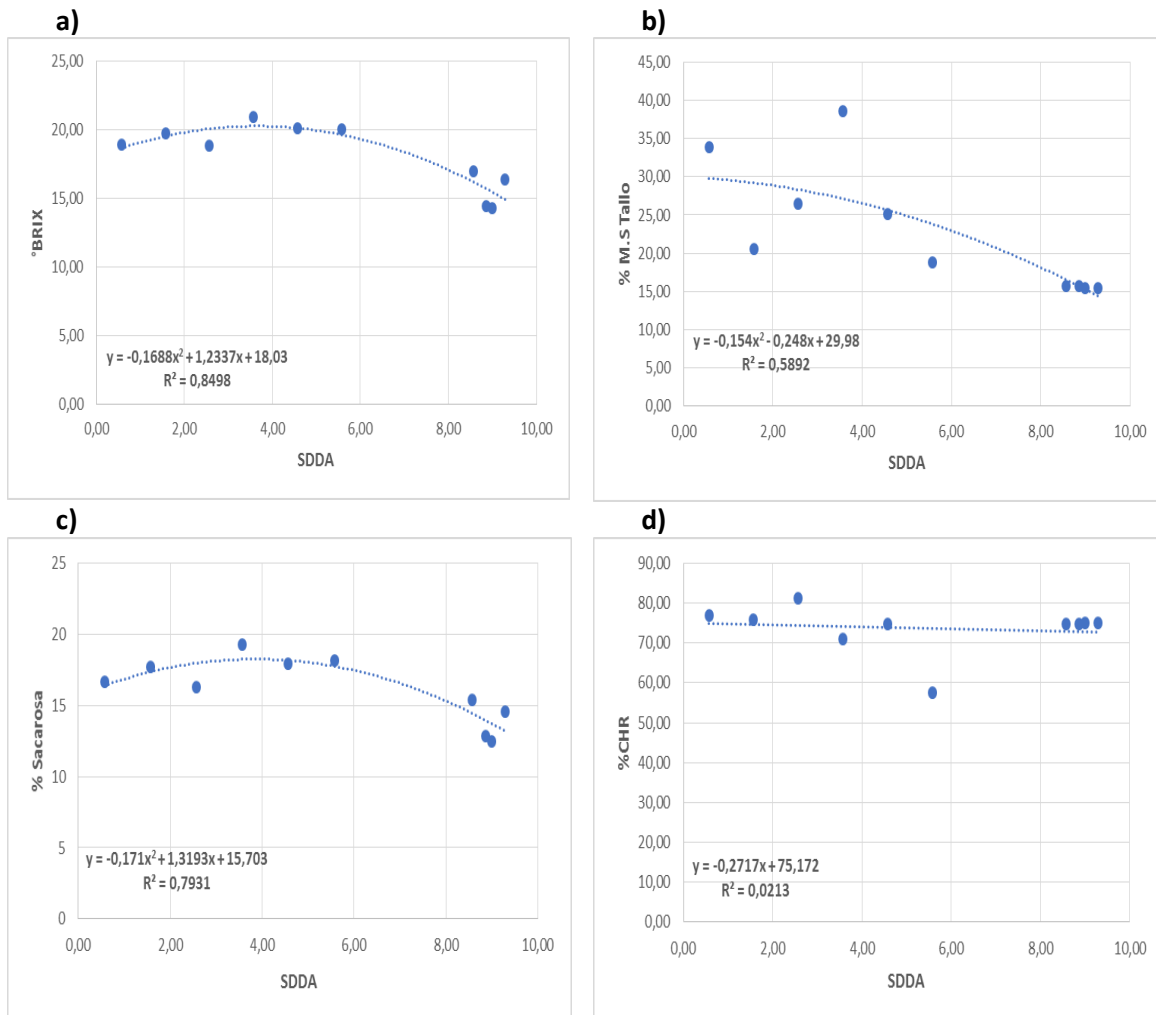 a)
25,00
20,00
15,00
10,00
5,00
0,00
°BRIX
y = -0,1688x² + 1,2337x + 18,03
R² = 0,8498
0,00 2,00 4,00 6,00 8,00 10,00
SDDA
b)
45,00
40,00
35,00
30,00
25,00
20,00
15,00
10,00
5,00
0,00
% M.S Tallo
y = -0,154x² - 0,248x + 29,98
R² = 0,5892
0,00 2,00 4,00 6,00 8,00 10,00
SDDA
c)
25
20
15
10
5
0
% Sacarosa
y = -0,171x² + 1,3193x + 15,703
R² = 0,7931
0,00 2,00 4,00 6,00 8,00 10,00
SDDA
d)
90,00
80,00
70,00
60,00
50,00
40,00
30,00
20,00
10,00
0,00
%CHR
y = -0,2717x + 75,172
R² = 0,0213
0,00 2,00 4,00 6,00 8,00 10,00
SDDA